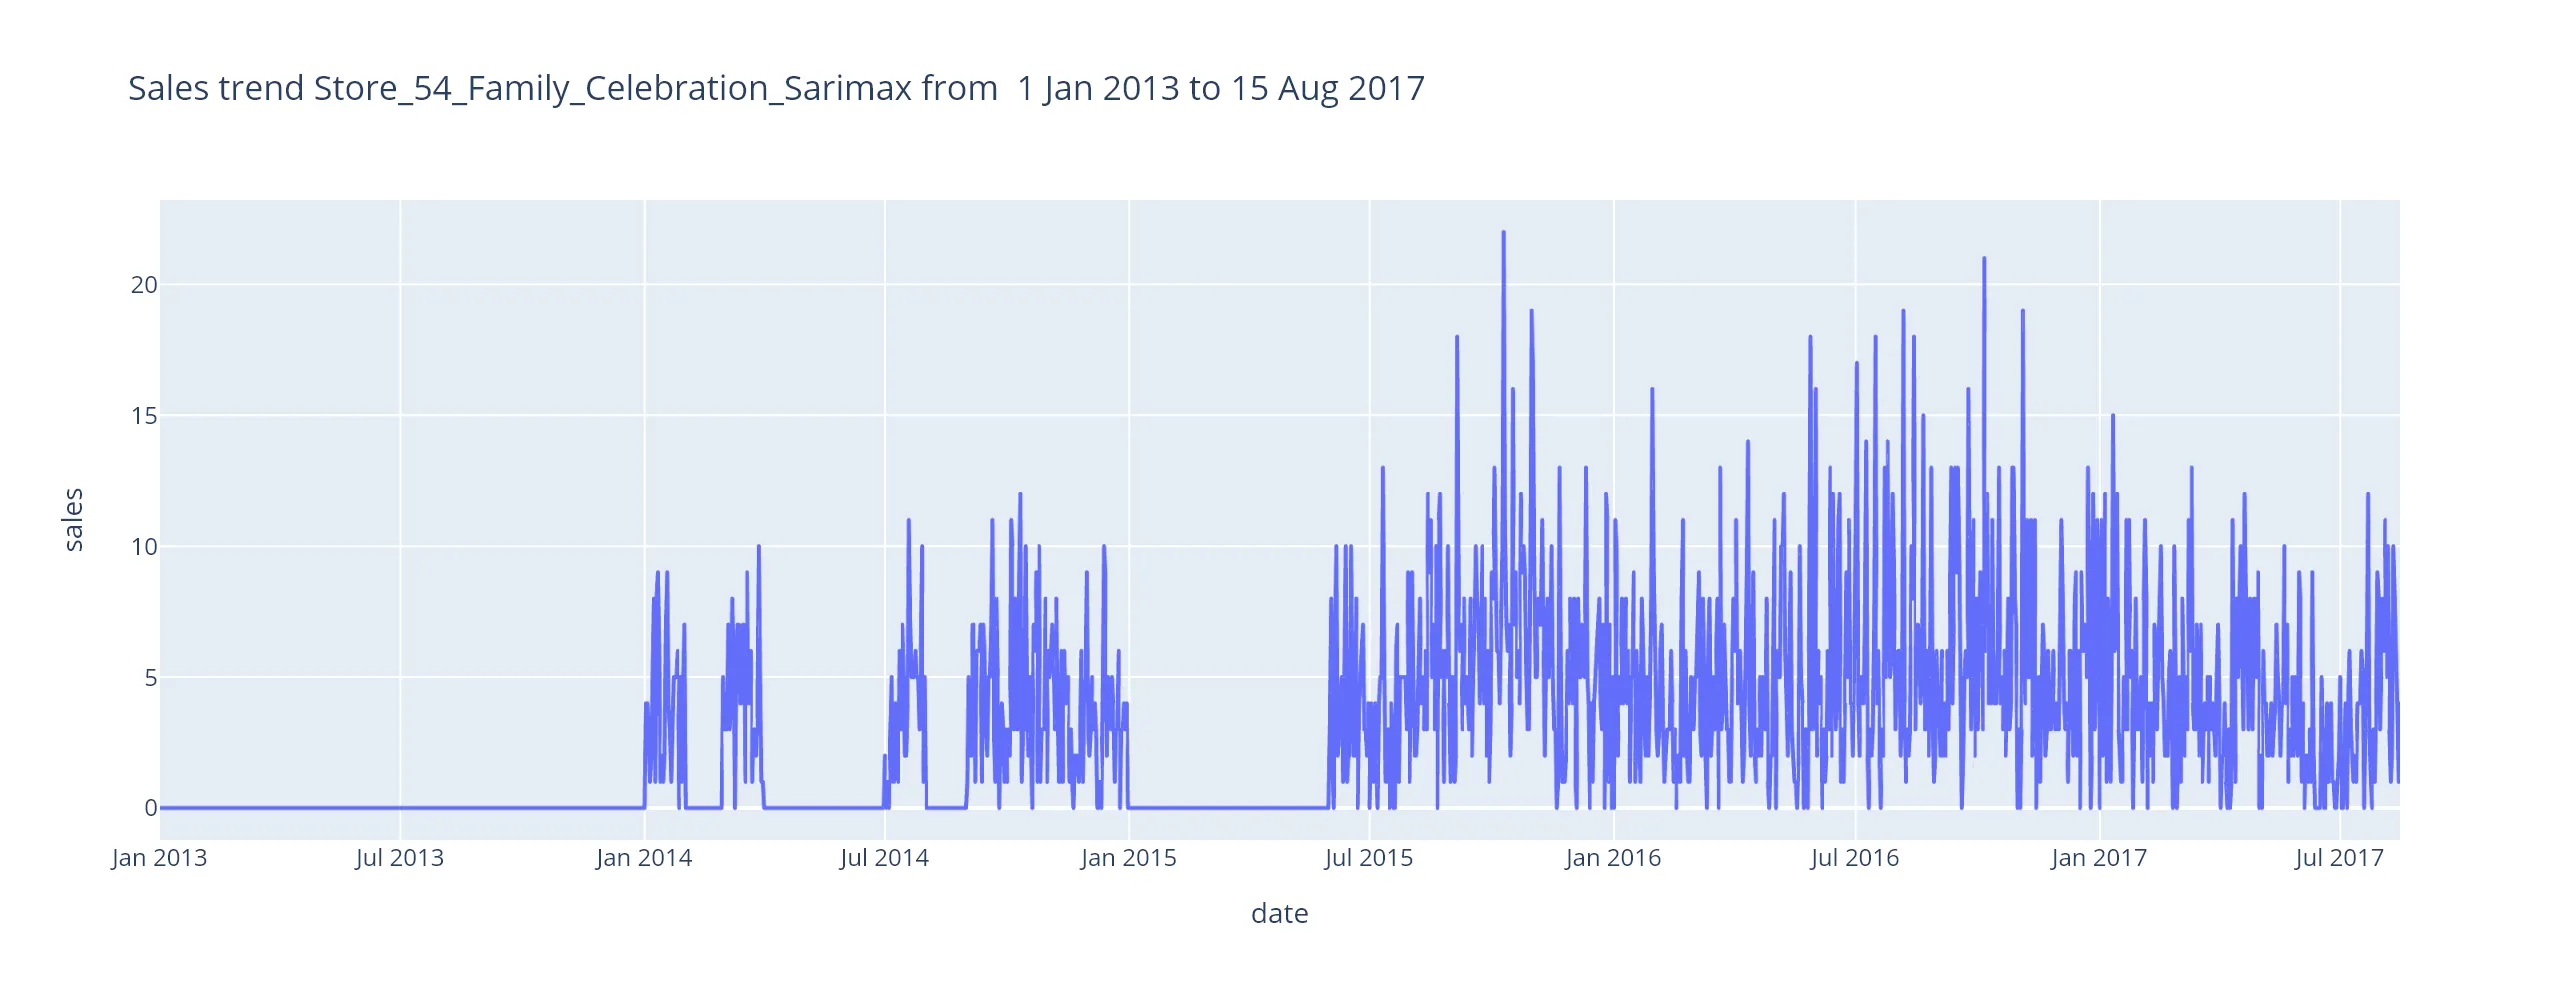 Sales trend Store_54_Family_Celebration_Sarimax from  1 Jan 2013 to 15 Aug 2017
20
15
10
5
0
sales
Jan 2013 Jul 2013 Jan 2014 Jul 2014 Jan 2015 Jul 2015 Jan 2016 Jul 2016 Jan 2017 Jul 2017
date